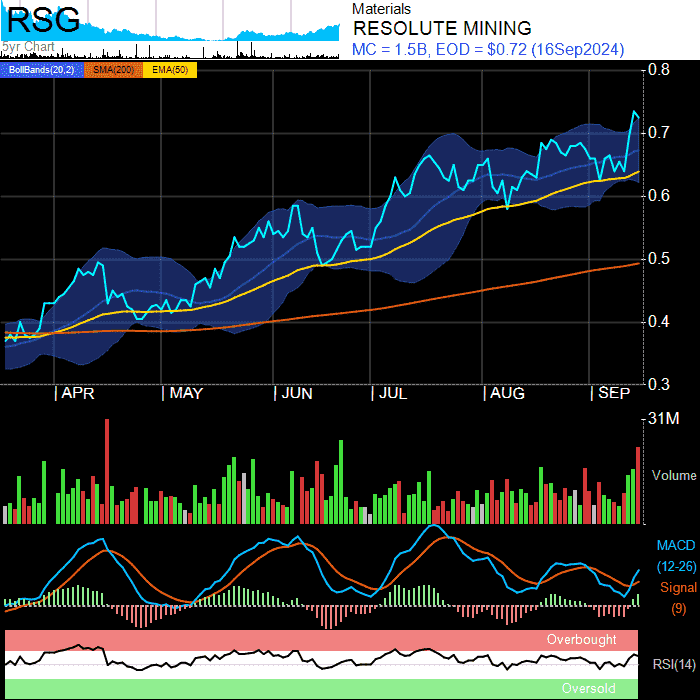 RSG
5yr Chart
Materials
RESOLUTE MINING
MC = 1.5B, EOD = $0.72 (16Sep2024)
BollBands(20,2) SMA(200) EMA(50)
0.8
0.7
0.6
0.5
0.4
0.3
| APR | MAY | JUN | JUL | AUG | SEP
31M
Volume
MACD
(12-26)
Signal
(9)
Overbought
RSI(14)
Oversold